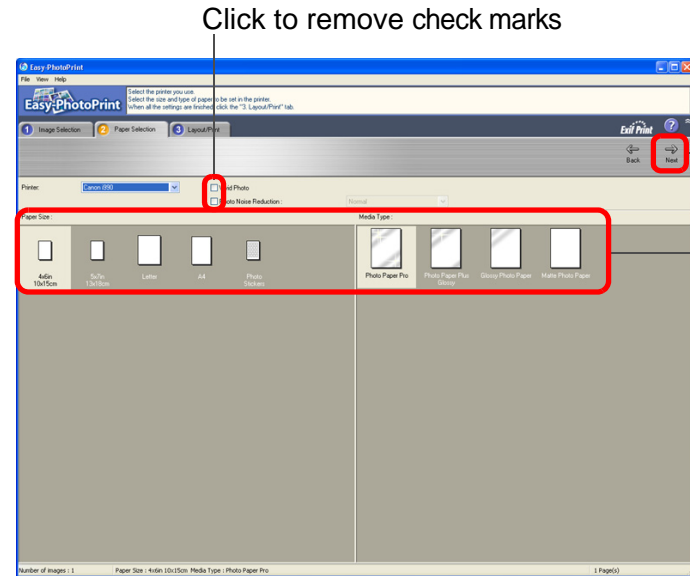 Click to remove check marks
Easy-PhotoPrint
File View Help
Easy-PhotoPrint
Select the printer you use.
Select the size and type of paper to be set in the printer.
When all the settings are finished, click the "3. Layout/Print" tab.
1 Image Selection 2 Paper Selection 3 Layout/Print Exif Print ?
Back Next
Printer: Canon i890 Vivid Photo
Photo Noise Reduction : Normal
Paper Size : Media Type :
4x6in 10x15cm
5x7in 13x18cm
Letter
A4
Photo Stickers
Photo Paper Pro
Photo Paper Plus Glossy
Glossy Photo Paper
Matte Photo Paper
Number of images : 1 Paper Size : 4x6in 10x15cm Media Type : Photo Paper Pro 1 Page(s)